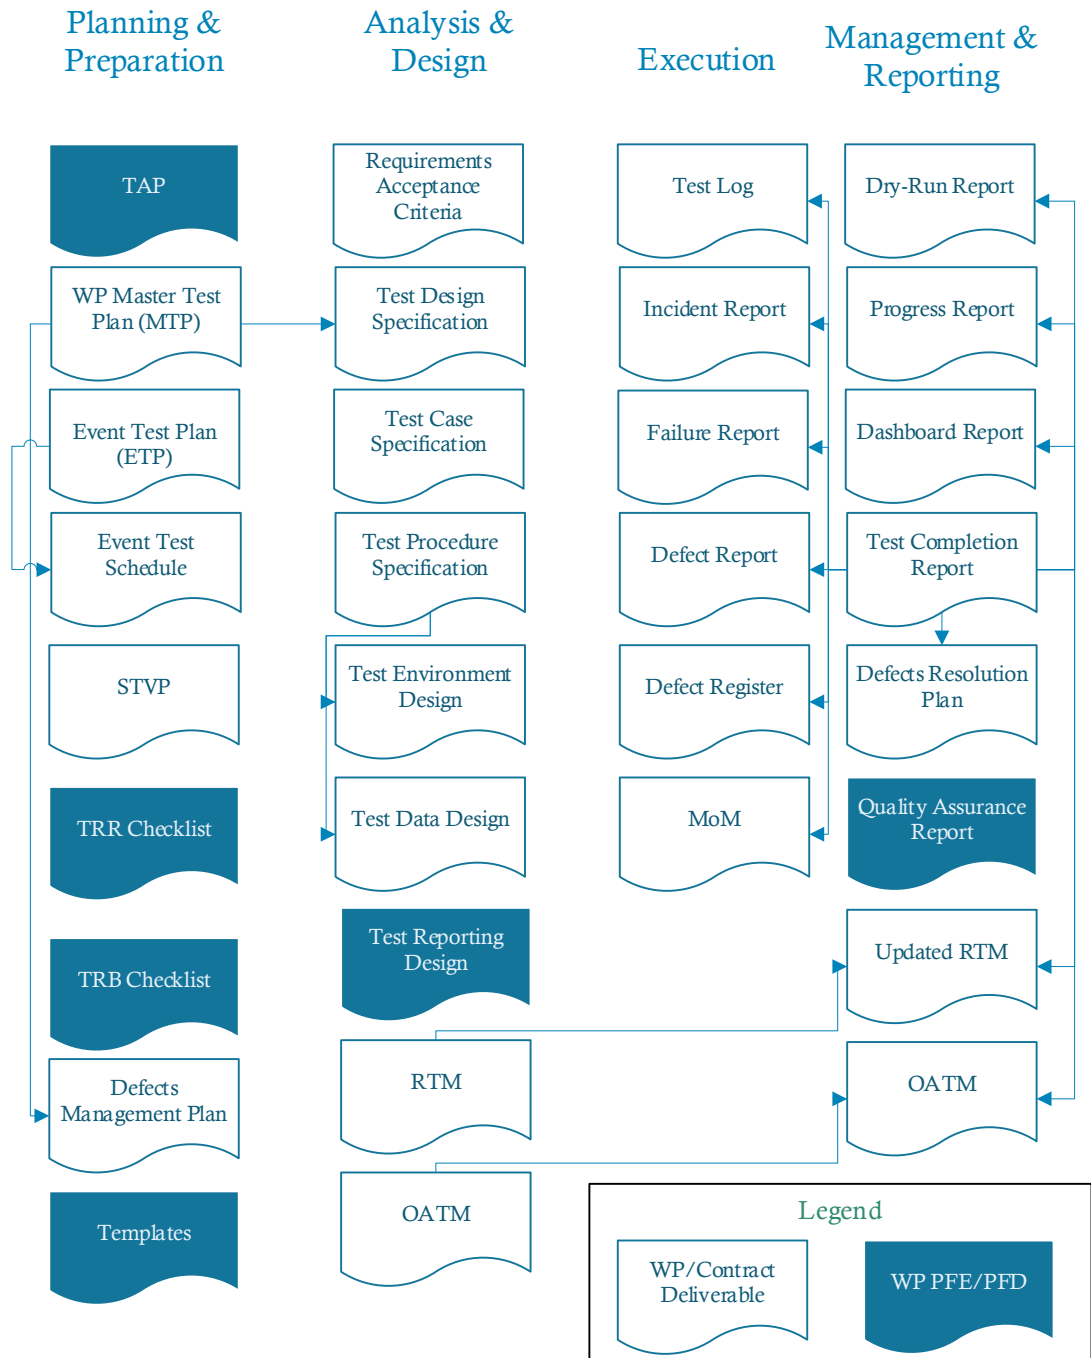 Planning &
Preparation
Analysis &
Design
Execution
Management &
Reporting
TAP
WP Master Test
Plan (MTP)
Event Test Plan
(ETP)
Event Test
Schedule
STVP
TRR Checklist
TRB Checklist
Defects
Management Plan
Templates
Requirements
Acceptance
Criteria
Test Design
Specification
Test Case
Specification
Test Procedure
Specification
Test Environment
Design
Test Data Design
Test Reporting
Design
RTM
OATM
Test Log
Incident Report
Failure Report
Defect Report
Defect Register
MoM
Dry-Run Report
Progress Report
Dashboard Report
Test Completion
Report
Defects Resolution
Plan
Quality Assurance
Report
Updated RTM
OATM
Legend
WP/Contract
Deliverable
WP PFE/PFD